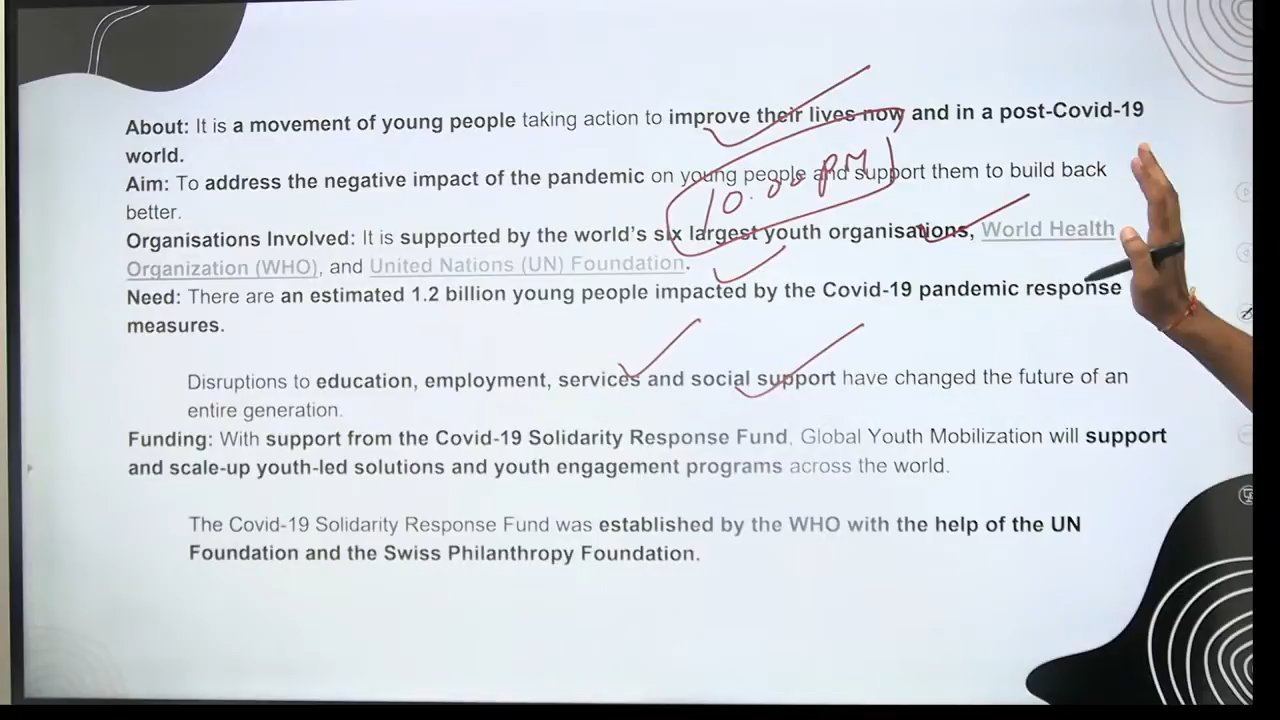 About: It is a movement of young people taking action to improve their lives now and in a post-Covid-19
world.
Aim: To address the negative impact of the pandemic on young people and support them to build back
better.
10.00 PM
Organisations Involved: It is supported by the world's six largest youth organisations, World Health
Organization (WHO), and United Nations (UN) Foundation.
Need: There are an estimated 1.2 billion young people impacted by the Covid-19 pandemic response
measures.
Disruptions to education, employment, services and social support have changed the future of an
entire generation.
Funding: With support from the Covid-19 Solidarity Response Fund, Global Youth Mobilization will support
and scale-up youth-led solutions and youth engagement programs across the world.
The Covid-19 Solidarity Response Fund was established by the WHO with the help of the UN
Foundation and the Swiss Philanthropy Foundation.